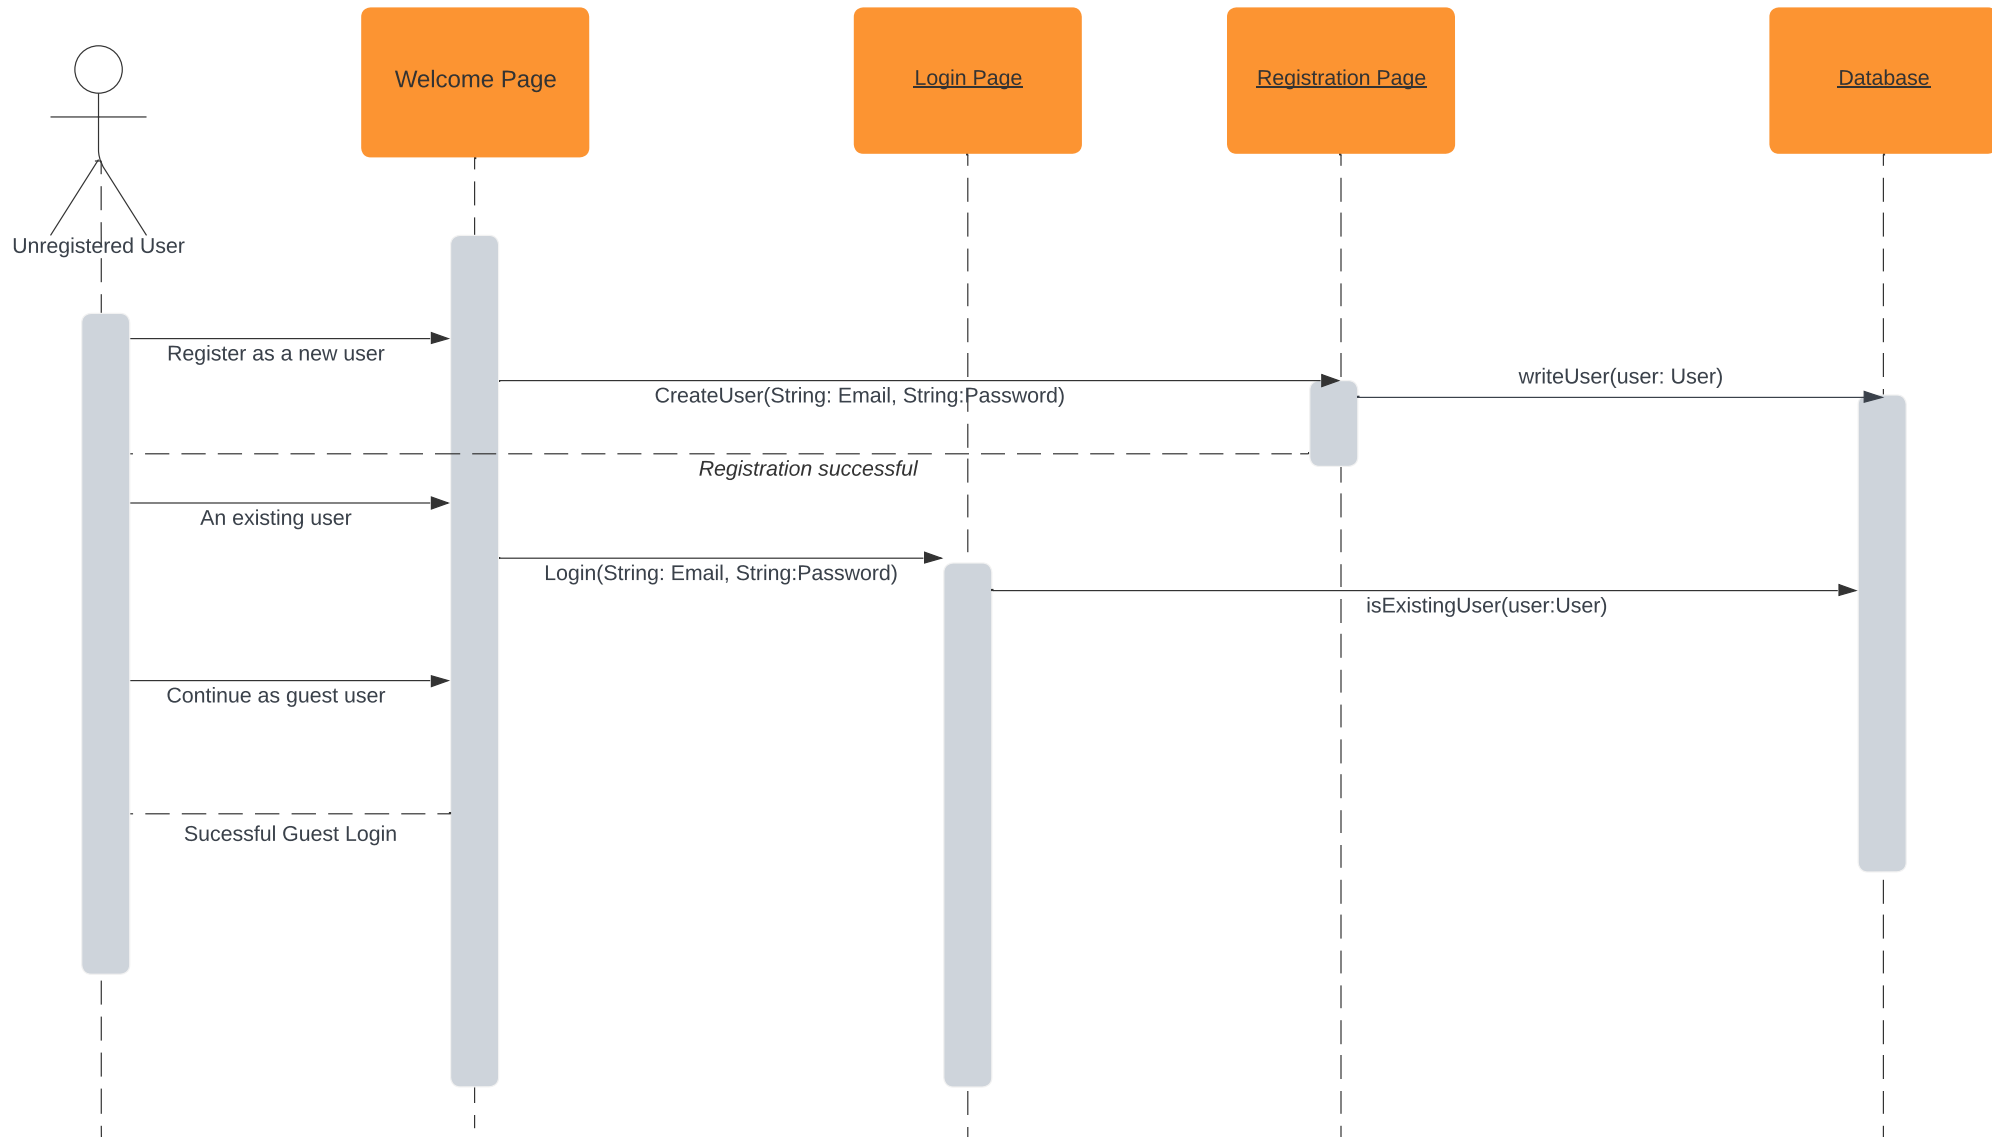 Welcome Page
Login Page
Registration Page
Database
Unregistered User
Register as a new user
CreateUser(String: Email, String:Password)
writeUser(user: User)
Registration successful
An existing user
Login(String: Email, String:Password)
isExistingUser(user:User)
Continue as guest user
Sucessful Guest Login